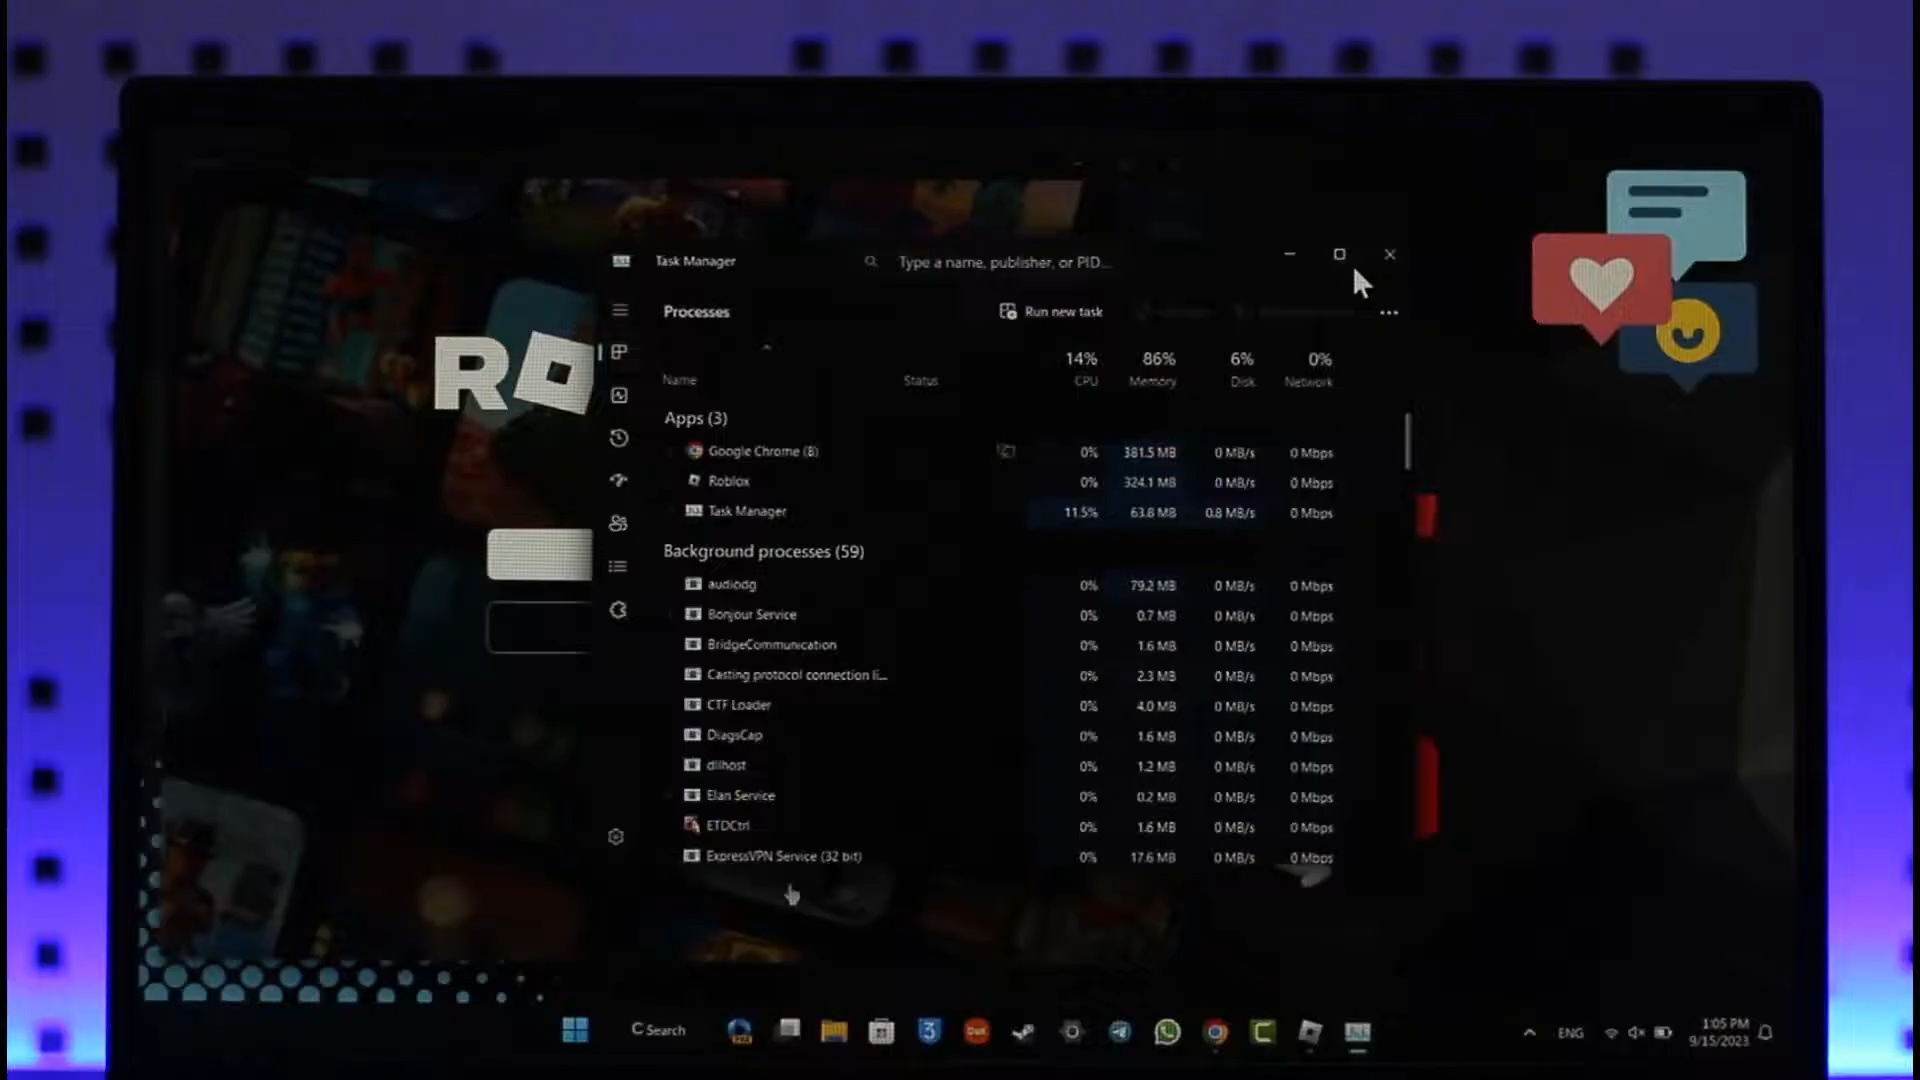 Task Manager
Type a name, publisher, or PID...
Processes
Run new task
14% 86% 6% 0%
Name Status CPU Memory Disk Network
Apps (3)
Google Chrome (8) 0% 381.5 MB 0 MB/s 0 Mbps
Roblox 0% 324.1 MB 0 MB/s 0 Mbps
Task Manager 11.5% 63.8 MB 0.8 MB/s 0 Mbps
Background processes (59)
audiodg 0% 79.2 MB 0 MB/s 0 Mbps
Bonjour Service 0% 0.7 MB 0 MB/s 0 Mbps
BridgeCommunication 0% 1.6 MB 0 MB/s 0 Mbps
Casting protocol connection li... 0% 2.3 MB 0 MB/s 0 Mbps
CTF Loader 0% 4.0 MB 0 MB/s 0 Mbps
DiagsCap 0% 1.6 MB 0 MB/s 0 Mbps
dllhost 0% 1.2 MB 0 MB/s 0 Mbps
Elan Service 0% 0.2 MB 0 MB/s 0 Mbps
ETDCtrl 0% 1.6 MB 0 MB/s 0 Mbps
ExpressVPN Service (32 bit) 0% 17.6 MB 0 MB/s 0 Mbps
RO
Search
ENG
1:05 PM
9/15/2023